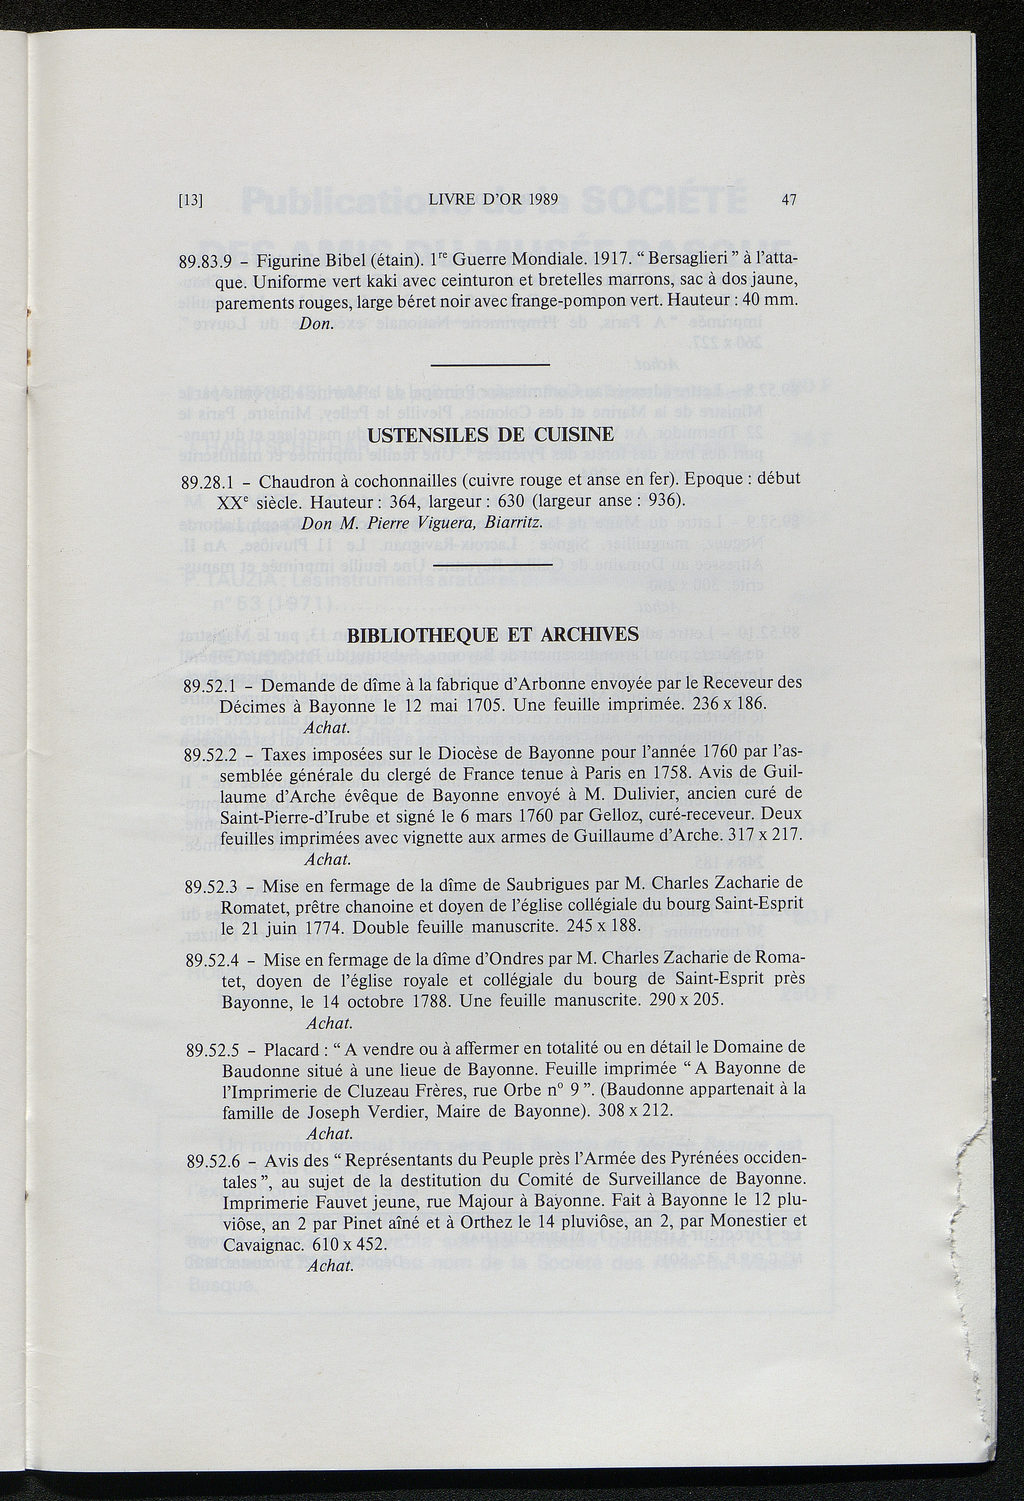 [13] LIVRE D'OR 1989 47
89.83.9 – Figurine Bibel (étain). 1re Guerre Mondiale. 1917. “ Bersaglieri ” à l'atta-
que. Uniforme vert kaki avec ceinturon et bretelles marrons, sac à dos jaune,
parements rouges, large béret noir avec frange-pompon vert. Hauteur : 40 mm.
Don.
USTENSILES DE CUISINE
89.28.1 – Chaudron à cochonnailles (cuivre rouge et anse en fer). Epoque : début
XXe siècle. Hauteur : 364, largeur : 630 (largeur anse : 936).
Don M. Pierre Viguera, Biarritz.
BIBLIOTHEQUE ET ARCHIVES
89.52.1 – Demande de dîme à la fabrique d'Arbonne envoyée par le Receveur des
Décimes à Bayonne le 12 mai 1705. Une feuille imprimée. 236 x 186.
Achat.
89.52.2 – Taxes imposées sur le Diocèse de Bayonne pour l'année 1760 par l'as-
semblée générale du clergé de France tenue à Paris en 1758. Avis de Guil-
laume d'Arche évêque de Bayonne envoyé à M. Dulivier, ancien curé de
Saint-Pierre-d'Irube et signé le 6 mars 1760 par Gelloz, curé-receveur. Deux
feuilles imprimées avec vignette aux armes de Guillaume d'Arche. 317 x 217.
Achat.
89.52.3 – Mise en fermage de la dîme de Saubrigues par M. Charles Zacharie de
Romatet, prêtre chanoine et doyen de l'église collégiale du bourg Saint-Esprit
le 21 juin 1774. Double feuille manuscrite. 245 x 188.
89.52.4 – Mise en fermage de la dîme d'Ondres par M. Charles Zacharie de Roma-
tet, doyen de l'église royale et collégiale du bourg de Saint-Esprit près
Bayonne, le 14 octobre 1788. Une feuille manuscrite. 290 x 205.
Achat.
89.52.5 – Placard : “ A vendre ou à affermer en totalité ou en détail le Domaine de
Baudonne situé à une lieue de Bayonne. Feuille imprimée “ A Bayonne de
l'Imprimerie de Cluzeau Frères, rue Orbe n° 9 ”. (Baudonne appartenait à la
famille de Joseph Verdier, Maire de Bayonne). 308 x 212.
Achat.
89.52.6 – Avis des “ Représentants du Peuple près l'Armée des Pyrénées occiden-
tales ”, au sujet de la destitution du Comité de Surveillance de Bayonne.
Imprimerie Fauvet jeune, rue Majour à Bayonne. Fait à Bayonne le 12 plu-
viôse, an 2 par Pinet aîné et à Orthez le 14 pluviôse, an 2, par Monestier et
Cavaignac. 610 x 452.
Achat.